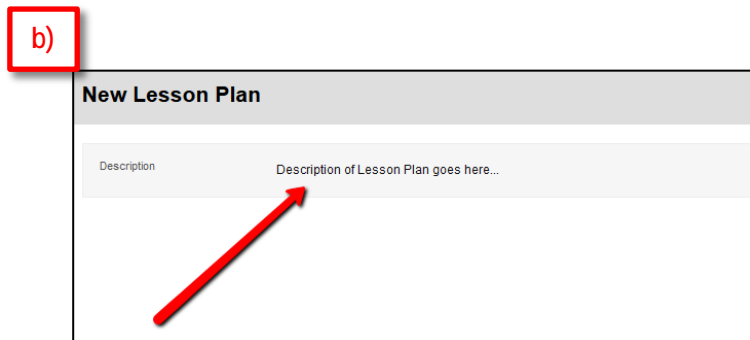 b)
New Lesson Plan
Description
Description of Lesson Plan goes here...